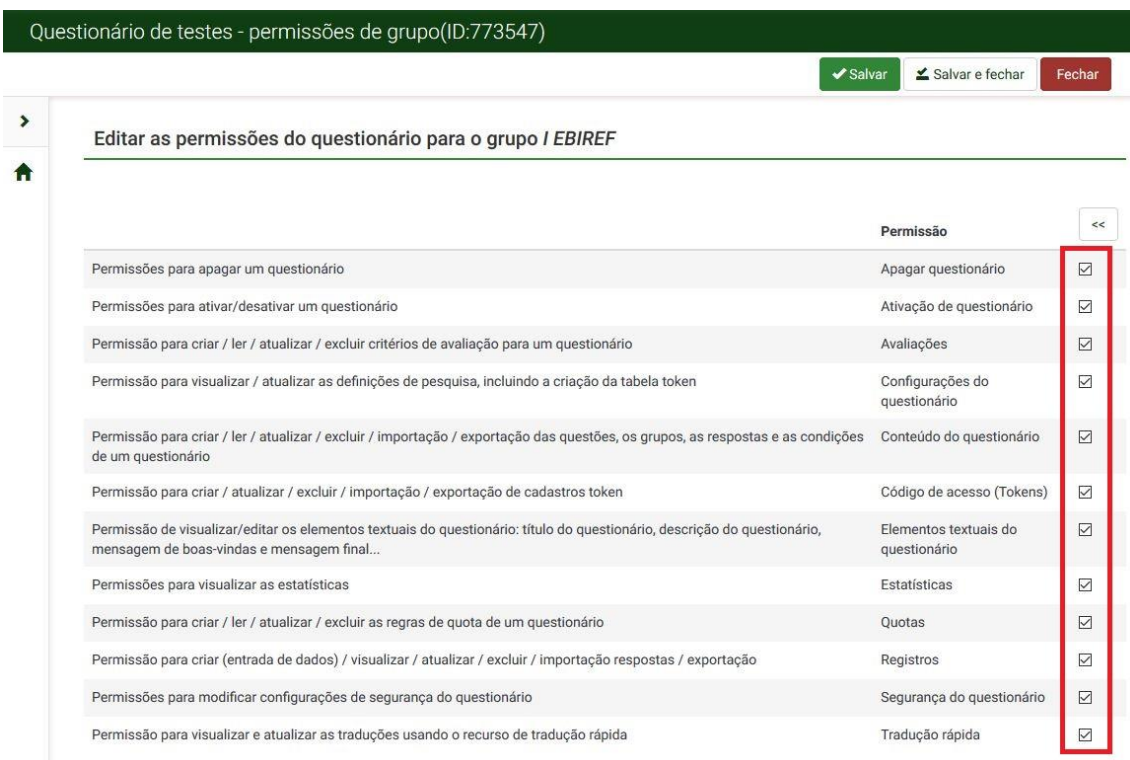 Questionário de testes - permissões de grupo(ID:773547)
Salvar
Salvar e fechar
Fechar
Editar as permissões do questionário para o grupo I EBIREF
Permissão
<<
Permissões para apagar um questionário
Apagar questionário
Permissões para ativar/desativar um questionário
Ativação de questionário
Permissão para criar / ler / atualizar / excluir critérios de avaliação para um questionário
Avaliações
Permissão para visualizar / atualizar as definições de pesquisa, incluindo a criação da tabela token
Configurações do
questionário
Permissão para criar / ler / atualizar / excluir / importação / exportação das questões, os grupos, as respostas e as condições
de um questionário
Conteúdo do questionário
Permissão para criar / atualizar / excluir / importação / exportação de cadastros token
Código de acesso (Tokens)
Permissão de visualizar/editar os elementos textuais do questionário: título do questionário, descrição do questionário,
mensagem de boas-vindas e mensagem final...
Elementos textuais do
questionário
Permissões para visualizar as estatísticas
Estatísticas
Permissão para criar / ler / atualizar / excluir as regras de quota de um questionário
Quotas
Permissão para criar (entrada de dados) / visualizar / atualizar / excluir / importação respostas / exportação
Registros
Permissões para modificar configurações de segurança do questionário
Segurança do questionário
Permissão para visualizar e atualizar as traduções usando o recurso de tradução rápida
Tradução rápida